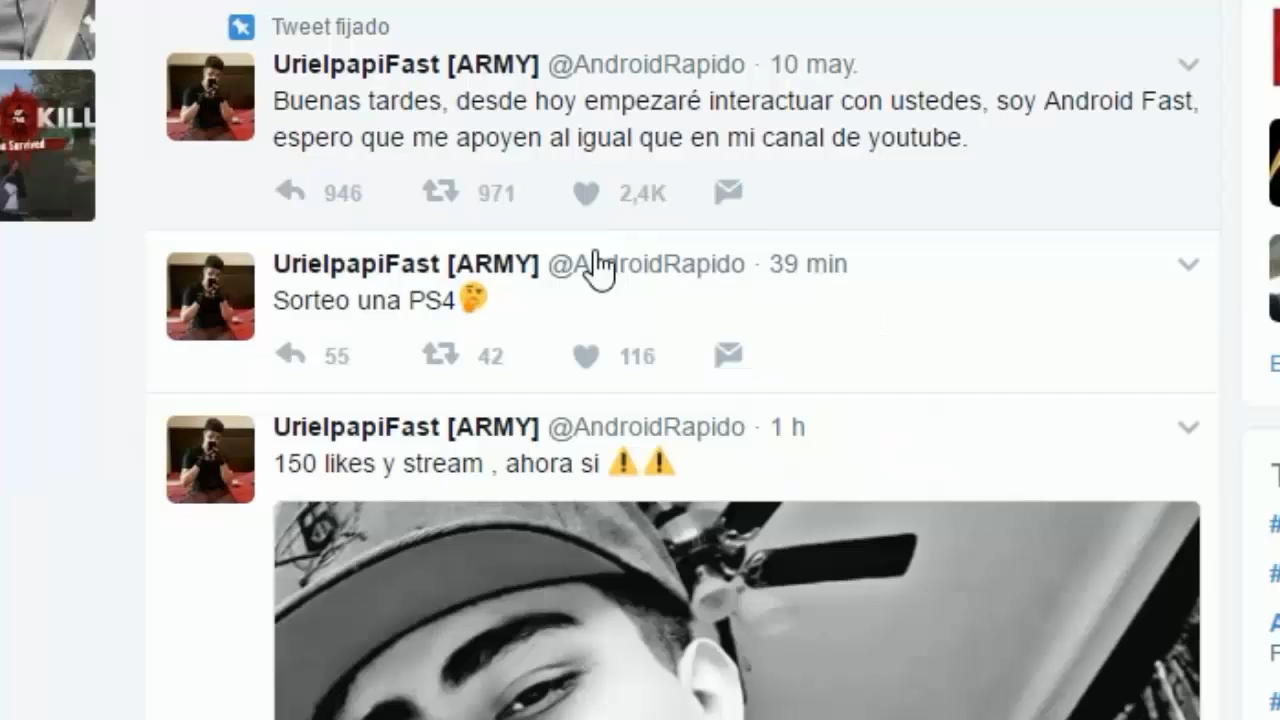 Tweet fijado
UrielpapiFast [ARMY] @AndroidRapido · 10 may.
Buenas tardes, desde hoy empezaré interactuar con ustedes, soy Android Fast,
espero que me apoyen al igual que en mi canal de youtube.
946 971 2,4K
KILL
Survived
UrielpapiFast [ARMY] @AndroidRapido · 39 min
Sorteo una PS4🤔
55 42 116
UrielpapiFast [ARMY] @AndroidRapido · 1 h
150 likes y stream , ahora si ⚠️⚠️